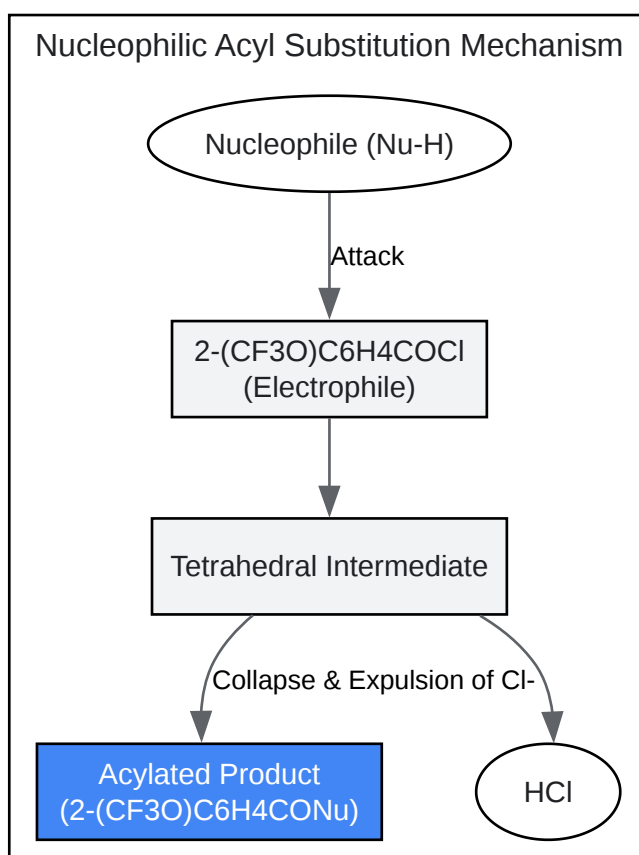 Nucleophilic Acyl Substitution Mechanism
Nucleophile (Nu-H)
Attack
2-(CF3O)C6H4COCl
(Electrophile)
Tetrahedral Intermediate
Collapse & Expulsion of Cl-
Acylated Product
(2-(CF3O)C6H4CONu)
HCl